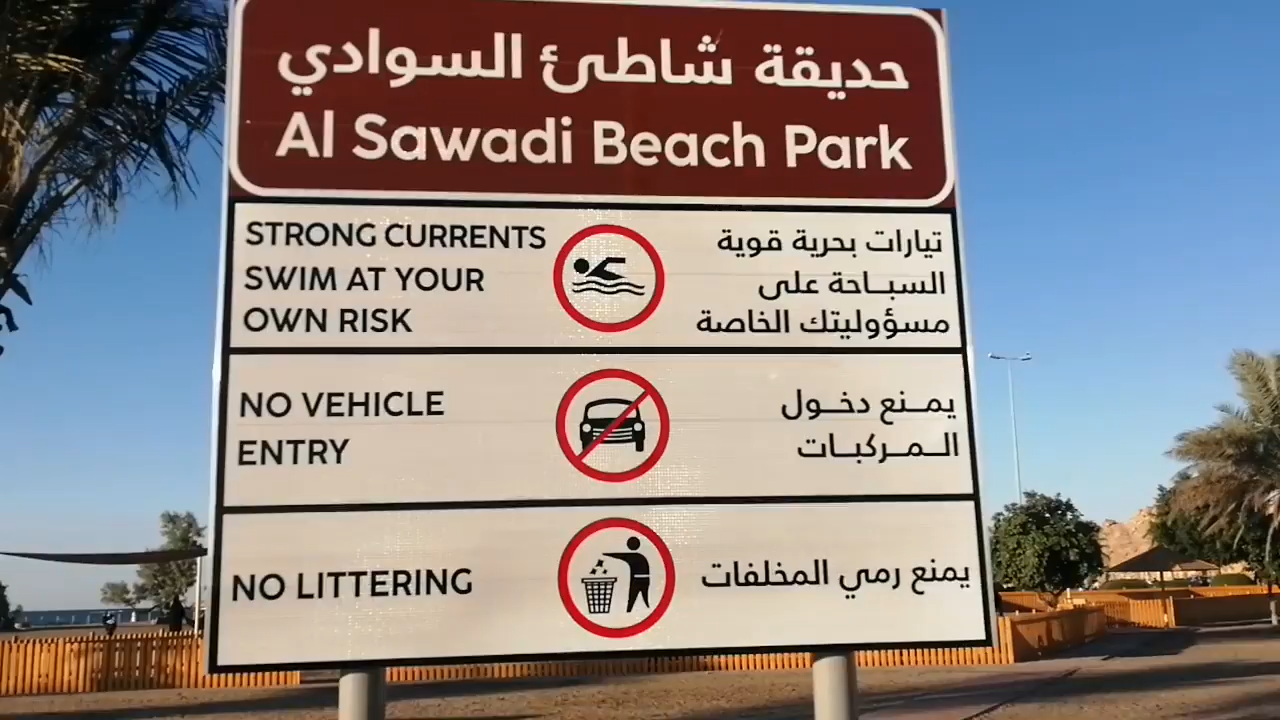 حديقة شاطئ السوادي
Al Sawadi Beach Park
STRONG CURRENTS
SWIM AT YOUR
OWN RISK
تيارات بحرية قوية
السباحة على
مسؤوليتك الخاصة
NO VEHICLE
ENTRY
يمنع دخول
المركبات
NO LITTERING
يمنع رمي المخلفات